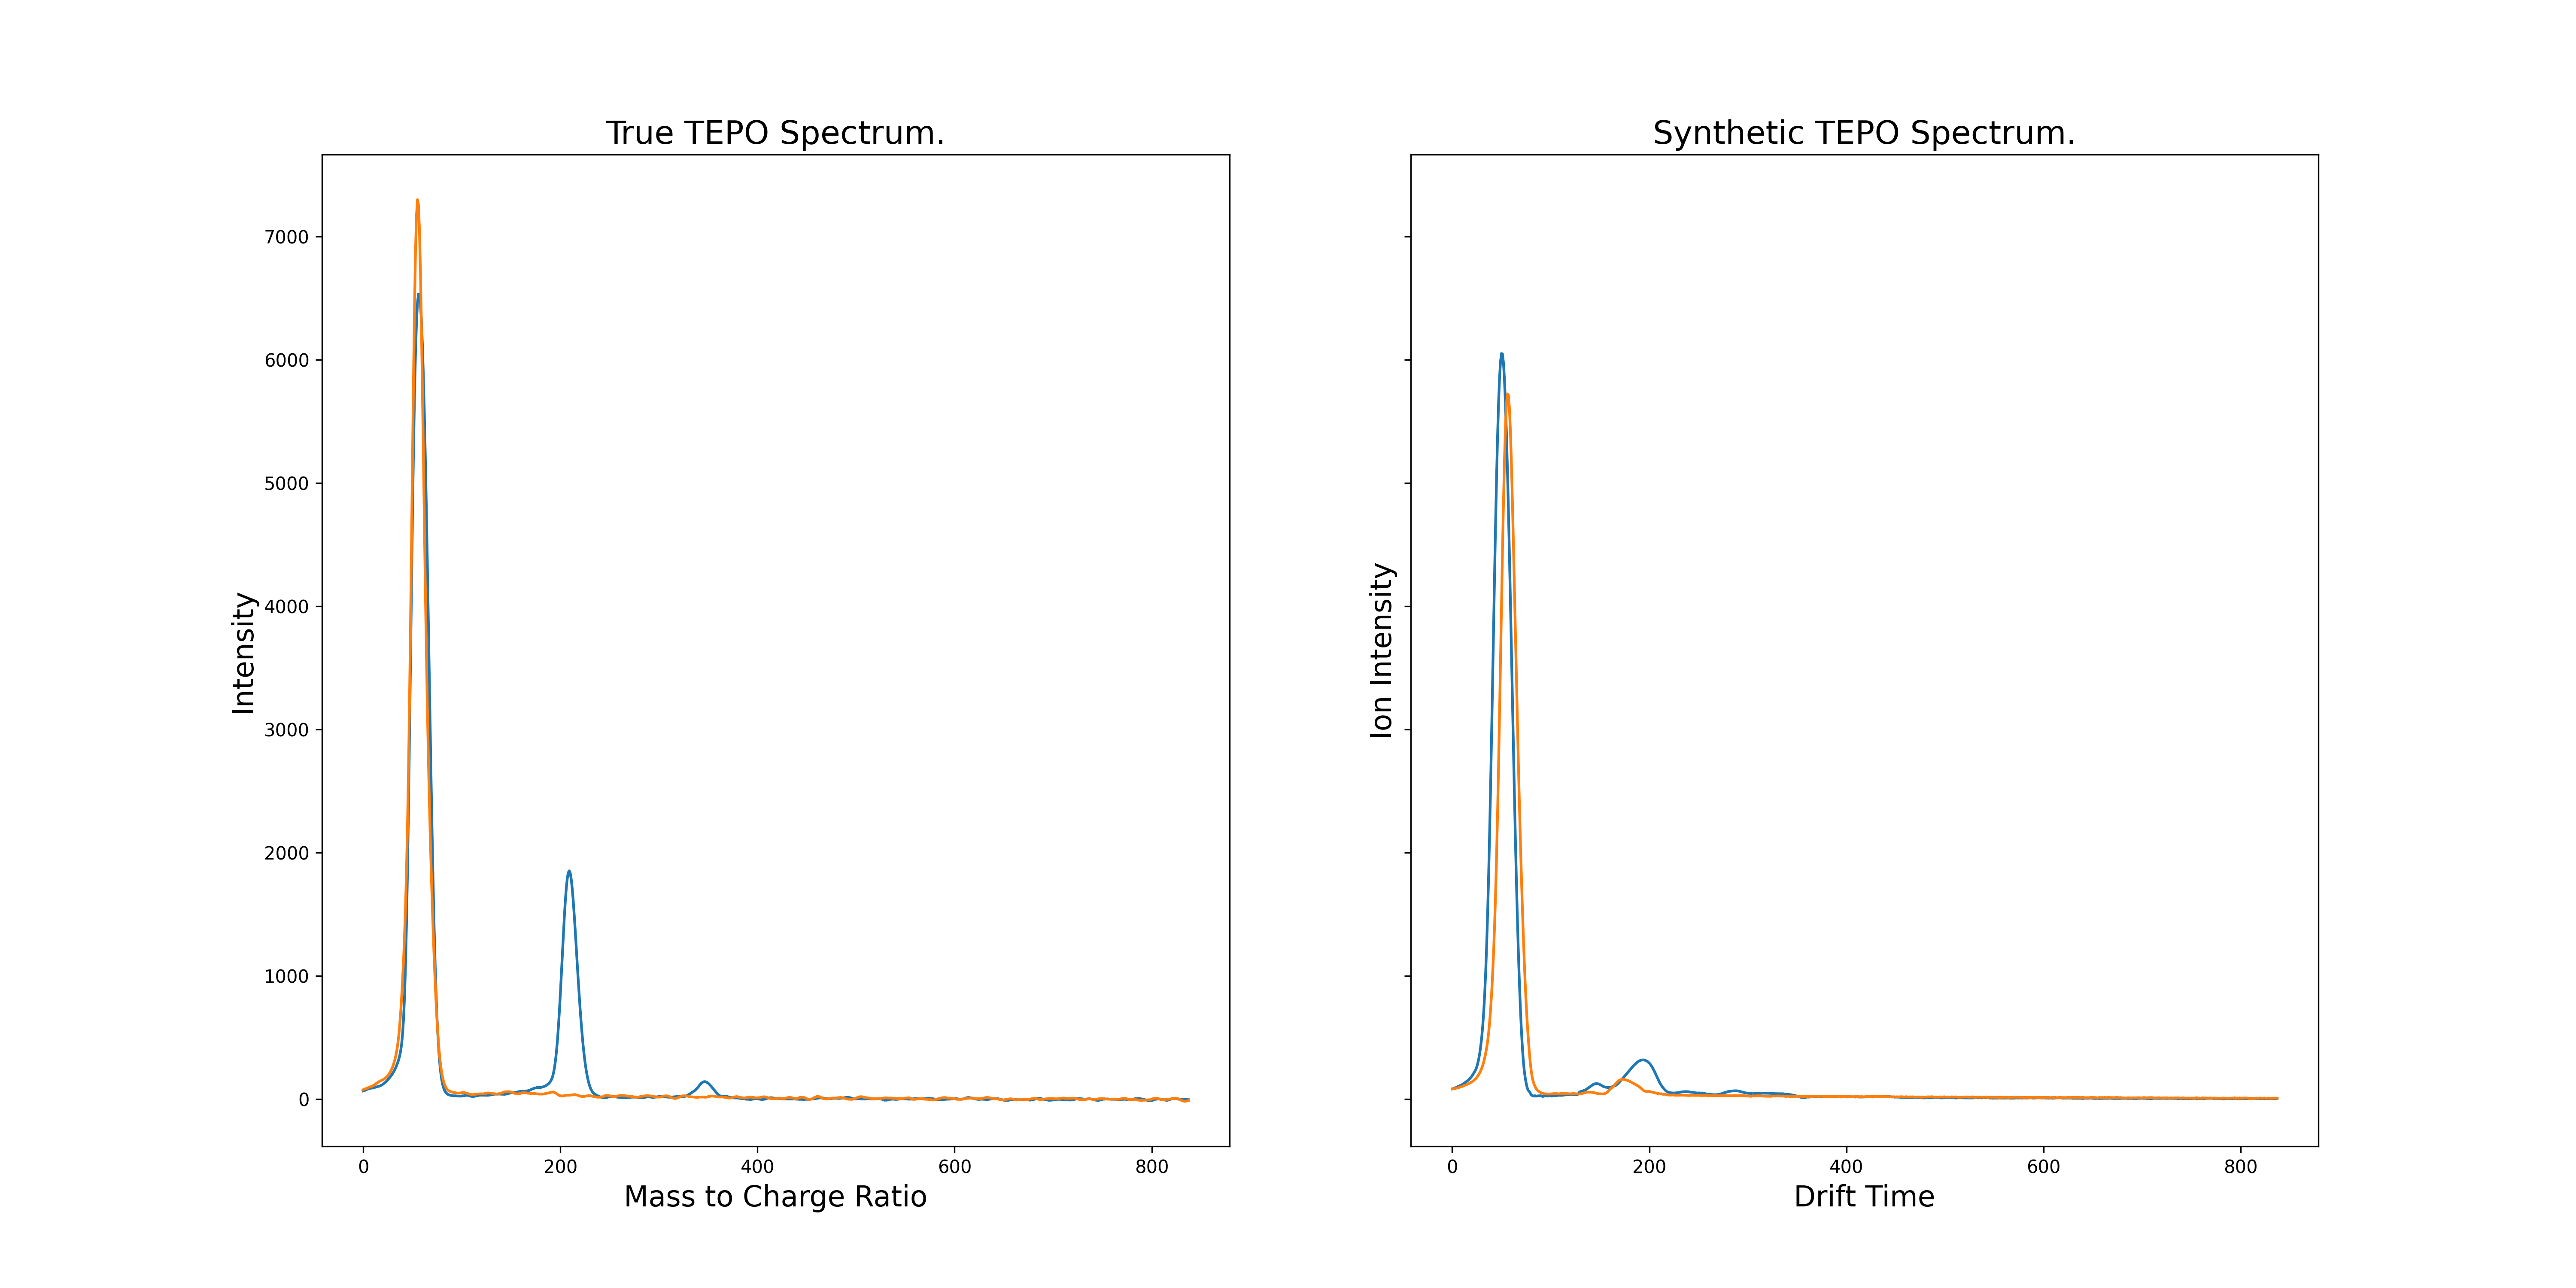 True TEPO Spectrum.
Intensity
7000
6000
5000
4000
3000
2000
1000
0
0 200 400 600 800
Mass to Charge Ratio
Synthetic TEPO Spectrum.
Ion Intensity
0 200 400 600 800
Drift Time